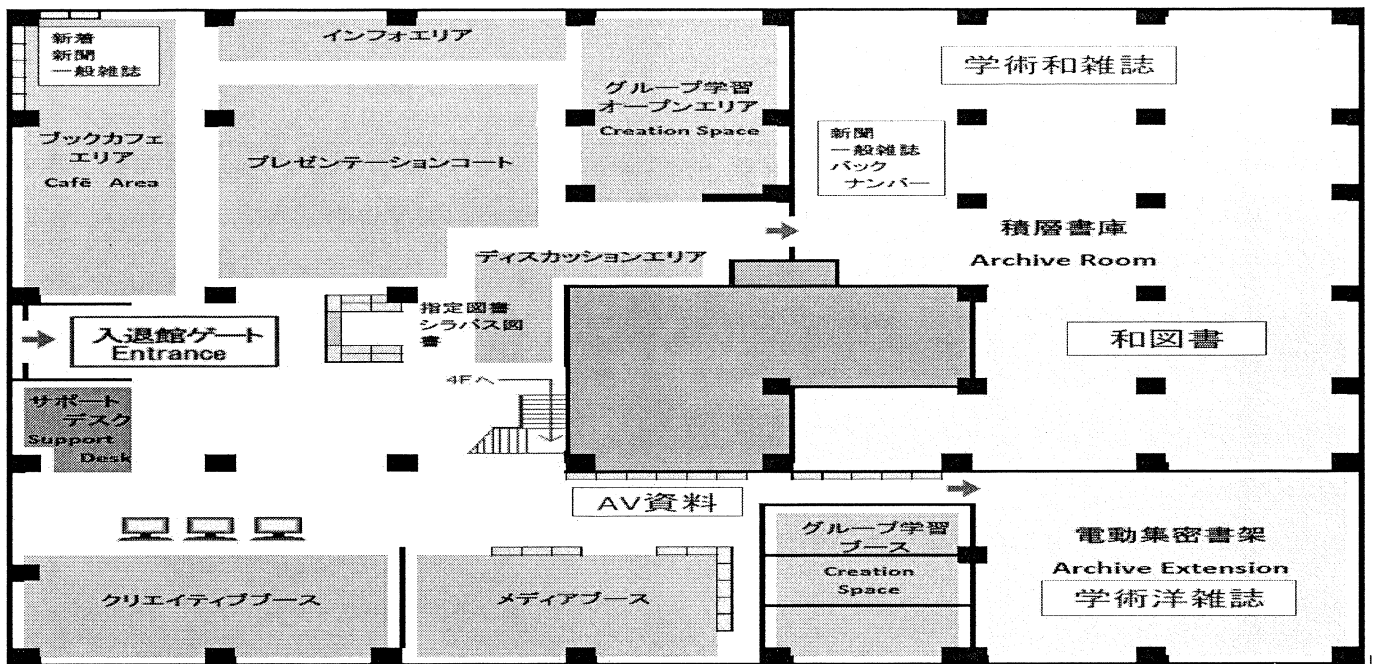 新着
新聞
一般雑誌
インフォエリア
グループ学習
オープンエリア
Creation Space
学術和雑誌
新聞
一般雑誌
バック
ナンバー
ブックカフェ
エリア
Café Area
プレゼンテーションコート
積層書庫
Archive Room
ディスカッションエリア
指定図書
シラバス図
書
入退館ゲート
Entrance
和図書
4Fへ
サポート
デスク
Support
Desk
AV資料
グループ学習
ブース
Creation
Space
電動集密書架
Archive Extension
学術洋雑誌
クリエイティブブース
メディアブース